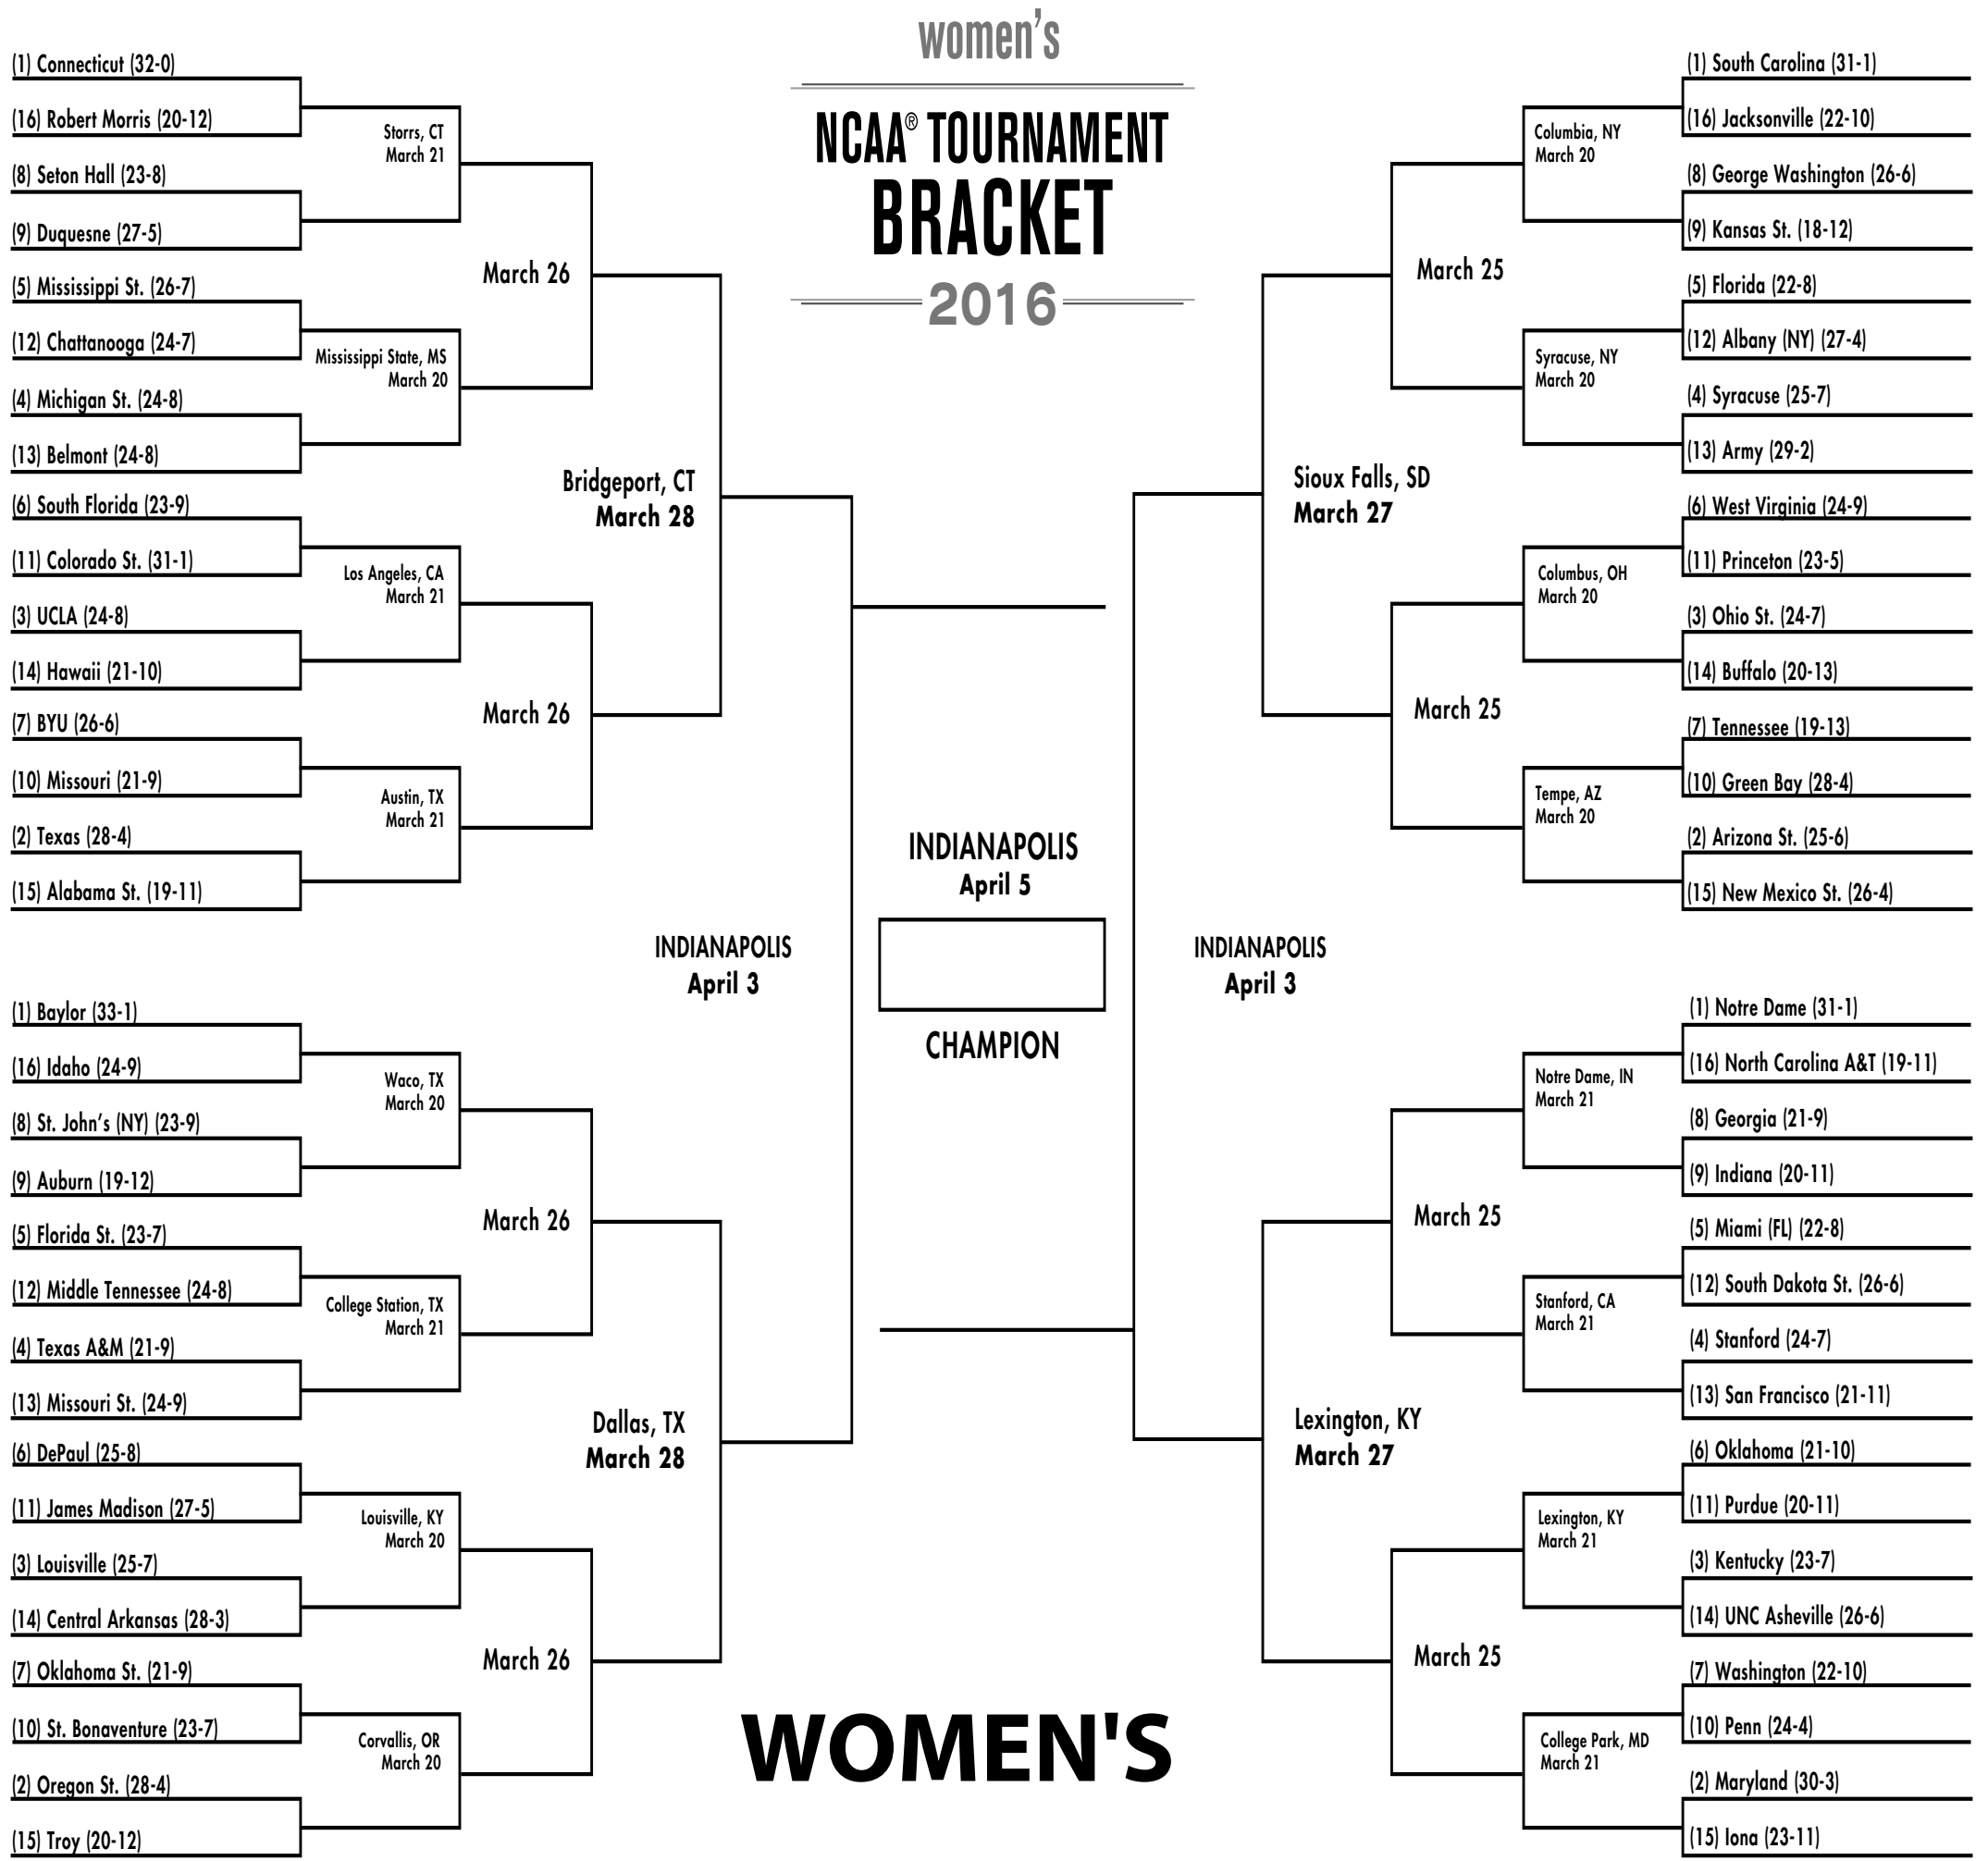 women's
NCAA® TOURNAMENT
BRACKET
2016
(1) Connecticut (32-0)
(16) Robert Morris (20-12)
Storrs, CT
March 21
(8) Seton Hall (23-8)
(9) Duquesne (27-5)
March 26
(5) Mississippi St. (26-7)
(12) Chattanooga (24-7)
Mississippi State, MS
March 20
(4) Michigan St. (24-8)
(13) Belmont (24-8)
Bridgeport, CT
March 28
(6) South Florida (23-9)
(11) Colorado St. (31-1)
Los Angeles, CA
March 21
(3) UCLA (24-8)
(14) Hawaii (21-10)
March 26
(7) BYU (26-6)
(10) Missouri (21-9)
Austin, TX
March 21
(2) Texas (28-4)
(15) Alabama St. (19-11)
INDIANAPOLIS
April 3
(1) Baylor (33-1)
(16) Idaho (24-9)
Waco, TX
March 20
(8) St. John's (NY) (23-9)
(9) Auburn (19-12)
March 26
(5) Florida St. (23-7)
(12) Middle Tennessee (24-8)
College Station, TX
March 21
(4) Texas A&M (21-9)
(13) Missouri St. (24-9)
Dallas, TX
March 28
(6) DePaul (25-8)
(11) James Madison (27-5)
Louisville, KY
March 20
(3) Louisville (25-7)
(14) Central Arkansas (28-3)
March 26
(7) Oklahoma St. (21-9)
(10) St. Bonaventure (23-7)
Corvallis, OR
March 20
(2) Oregon St. (28-4)
(15) Troy (20-12)
INDIANAPOLIS
April 5
CHAMPION
WOMEN'S
(1) South Carolina (31-1)
(16) Jacksonville (22-10)
Columbia, NY
March 20
(8) George Washington (26-6)
(9) Kansas St. (18-12)
March 25
(5) Florida (22-8)
(12) Albany (NY) (27-4)
Syracuse, NY
March 20
(4) Syracuse (25-7)
(13) Army (29-2)
Sioux Falls, SD
March 27
(6) West Virginia (24-9)
(11) Princeton (23-5)
Columbus, OH
March 20
(3) Ohio St. (24-7)
(14) Buffalo (20-13)
March 25
(7) Tennessee (19-13)
(10) Green Bay (28-4)
Tempe, AZ
March 20
(2) Arizona St. (25-6)
(15) New Mexico St. (26-4)
INDIANAPOLIS
April 3
(1) Notre Dame (31-1)
(16) North Carolina A&T (19-11)
Notre Dame, IN
March 21
(8) Georgia (21-9)
(9) Indiana (20-11)
March 25
(5) Miami (FL) (22-8)
(12) South Dakota St. (26-6)
Stanford, CA
March 21
(4) Stanford (24-7)
(13) San Francisco (21-11)
Lexington, KY
March 27
(6) Oklahoma (21-10)
(11) Purdue (20-11)
Lexington, KY
March 21
(3) Kentucky (23-7)
(14) UNC Asheville (26-6)
March 25
(7) Washington (22-10)
(10) Penn (24-4)
College Park, MD
March 21
(2) Maryland (30-3)
(15) Iona (23-11)